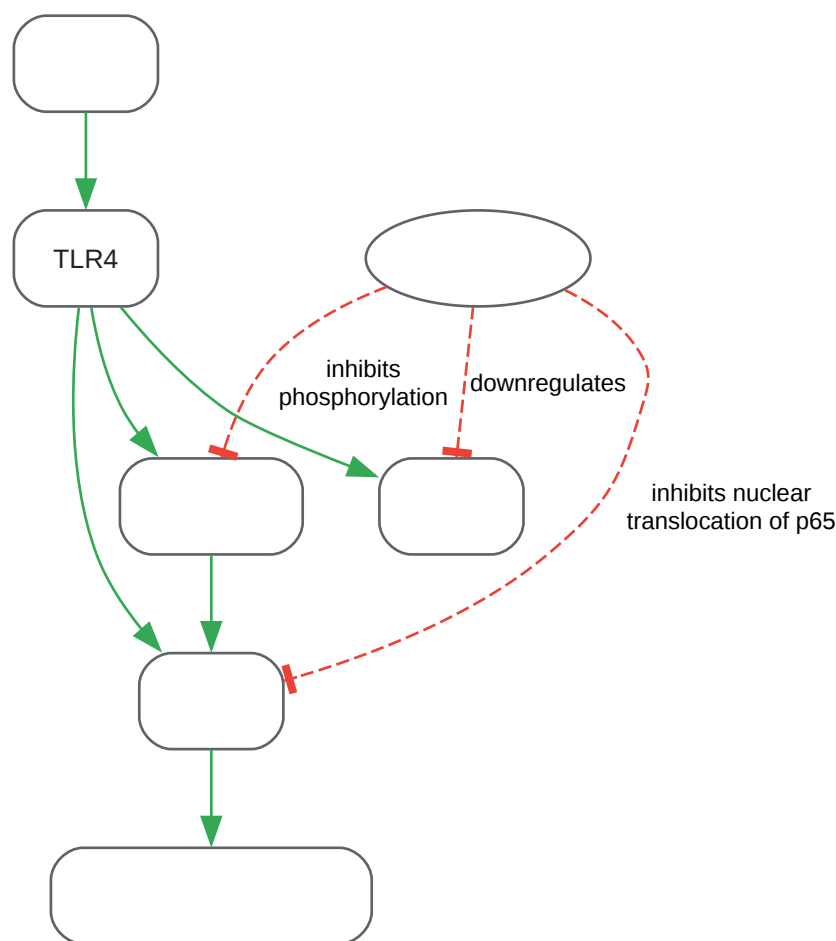 TLR4
inhibits
phosphorylation
downregulates
inhibits nuclear
translocation of p65